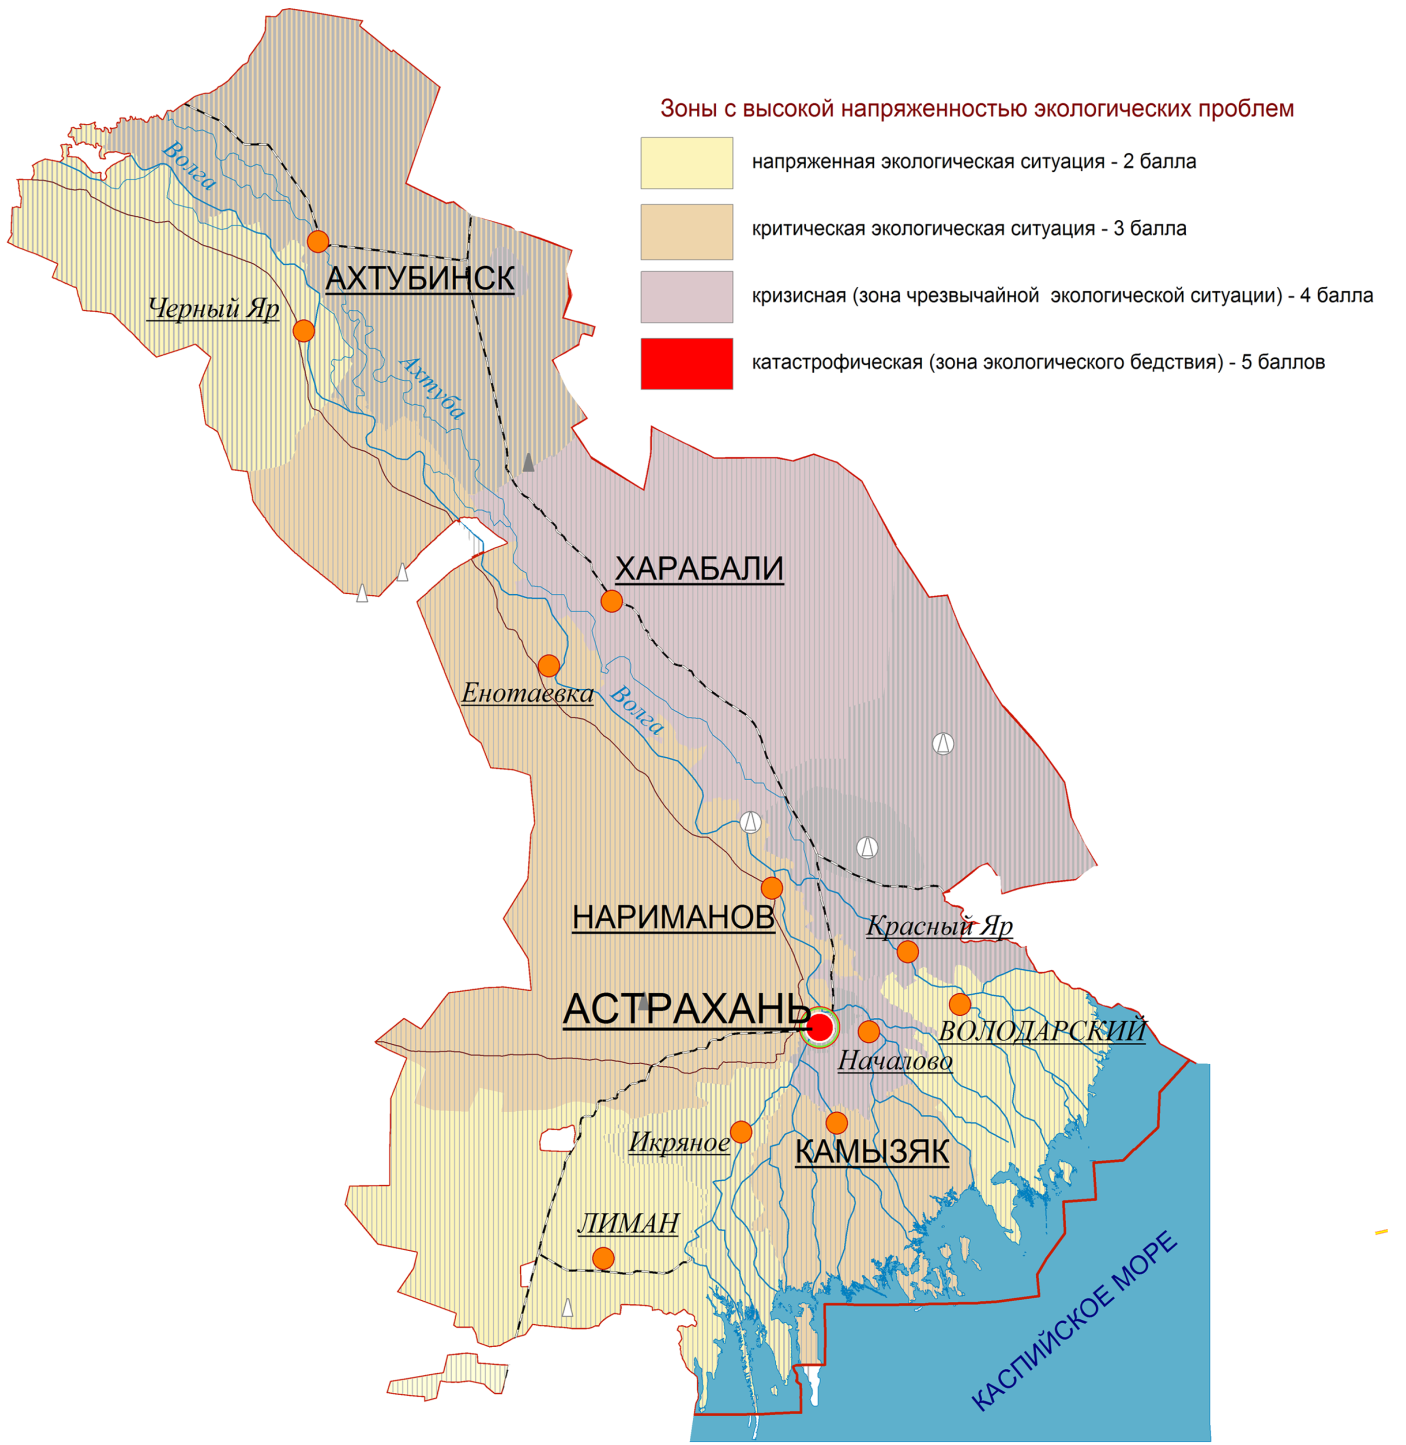 Зоны с высокой напряженностью экологических проблем
напряженная экологическая ситуация - 2 балла
критическая экологическая ситуация - 3 балла
кризисная (зона чрезвычайной экологической ситуации) - 4 балла
катастрофическая (зона экологического бедствия) - 5 баллов
Волга
АХТУБИНСК
Черный Яр
Ахтуба
ХАРАБАЛИ
Енотаевка
Волга
НАРИМАНОВ
Красный Яр
АСТРАХАНЬ
ВОЛОДАРСКИЙ
Началово
Икряное
КАМЫЗЯК
ЛИМАН
КАСПИЙСКОЕ МОРЕ